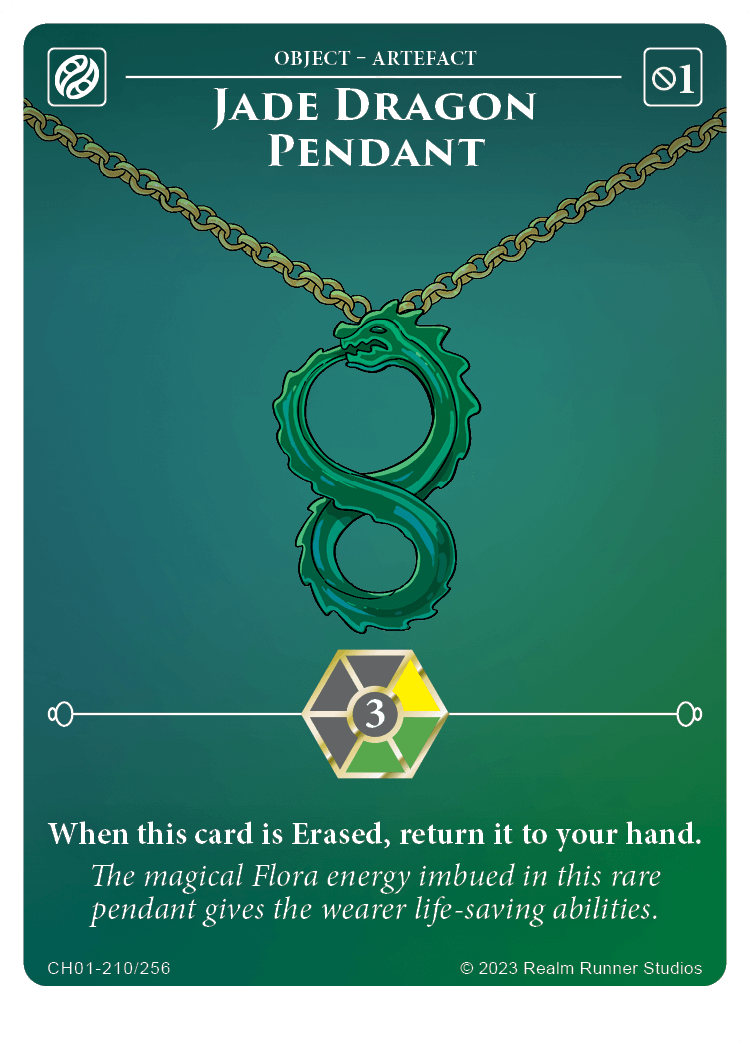 OBJECT – ARTEFACT
1
JADE DRAGON
PENDANT
3
When this card is Erased, return it to your hand.
The magical Flora energy imbued in this rare
pendant gives the wearer life-saving abilities.
CH01-210/256
© 2023 Realm Runner Studios